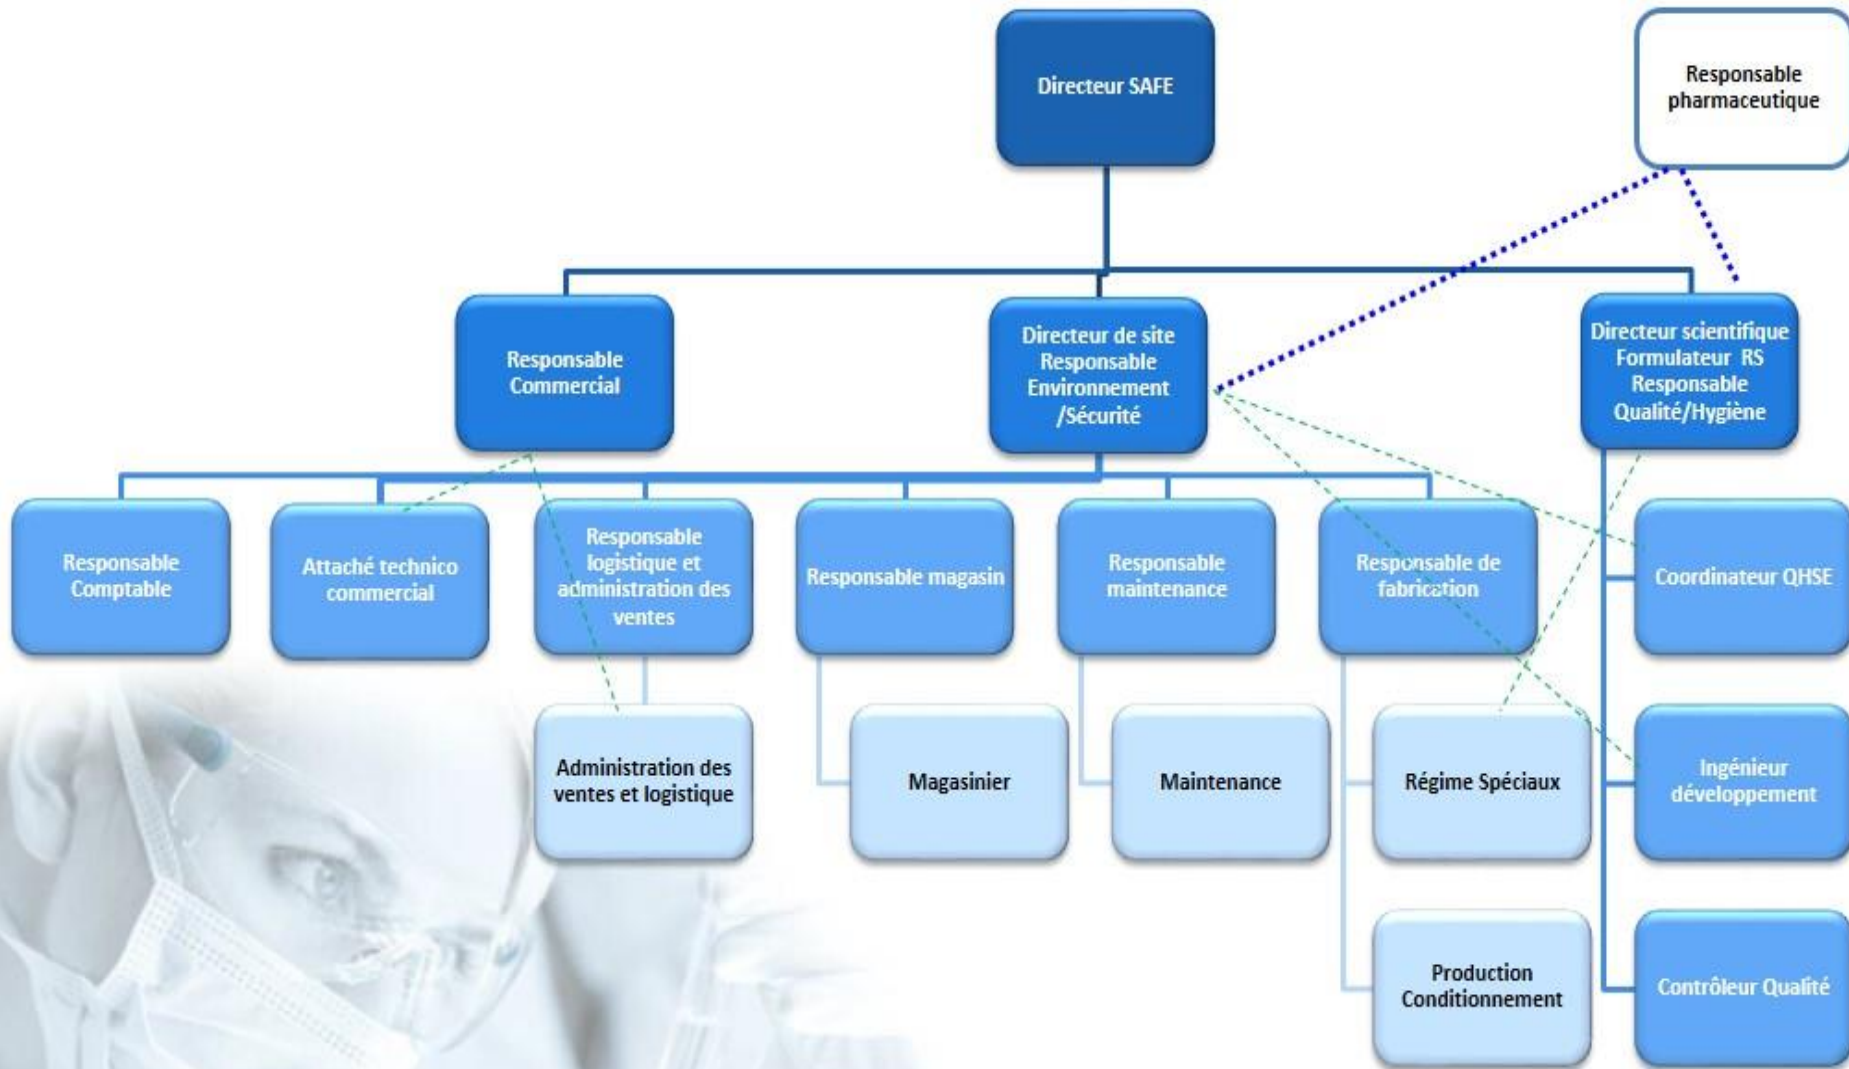 Directeur SAFE
Responsable
pharmaceutique
Responsable
Commercial
Directeur de site
Responsable
Environnement
/Sécurité
Directeur scientifique
Formulateur RS
Responsable
Qualité/Hygiène
Responsable
Comptable
Attaché technico
commercial
Responsable
logistique et
administration des
ventes
Responsable magasin
Responsable
maintenance
Responsable de
fabrication
Coordinateur QHSE
Administration des
ventes et logistique
Magasinier
Maintenance
Régime Spéciaux
Ingénieur
développement
Production
Conditionnement
Contrôleur Qualité